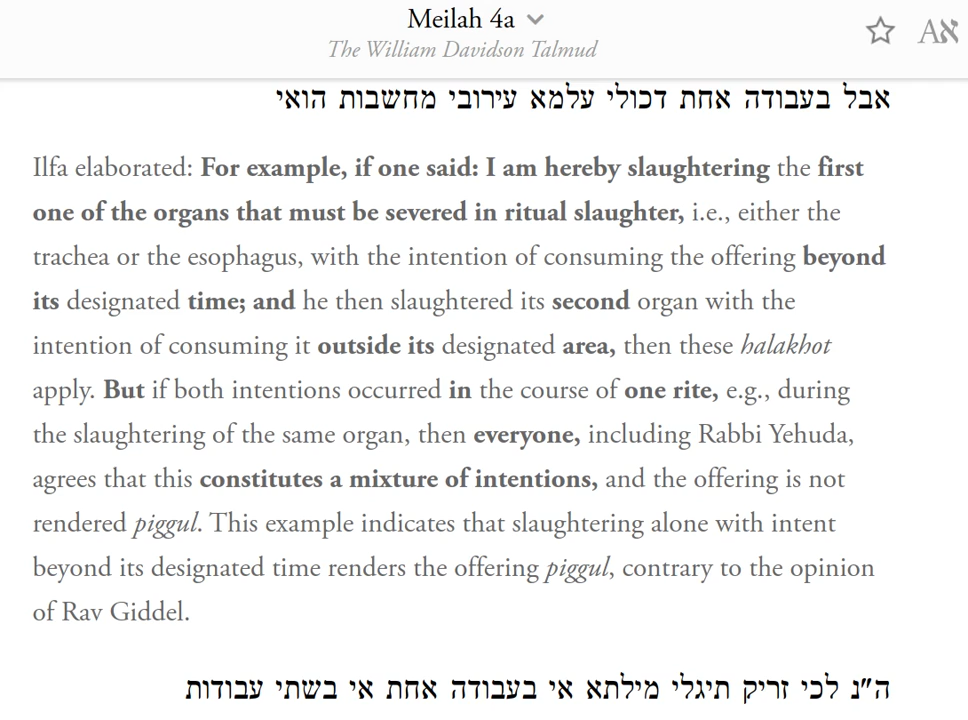 Meilah 4a
The William Davidson Talmud
Aא
אבל בעבודה אחת דכולי עלמא עירובי מחשבות הואי
Ilfa elaborated: For example, if one said: I am hereby slaughtering the first
one of the organs that must be severed in ritual slaughter, i.e., either the
trachea or the esophagus, with the intention of consuming the offering beyond
its designated time; and he then slaughtered its second organ with the
intention of consuming it outside its designated area, then these halakhot
apply. But if both intentions occurred in the course of one rite, e.g., during
the slaughtering of the same organ, then everyone, including Rabbi Yehuda,
agrees that this constitutes a mixture of intentions, and the offering is not
rendered piggul. This example indicates that slaughtering alone with intent
beyond its designated time renders the offering piggul, contrary to the opinion
of Rav Giddel.
ה"נ לכי זריק תיגלי מילתא אי בעבודה אחת אי בשתי עבודות